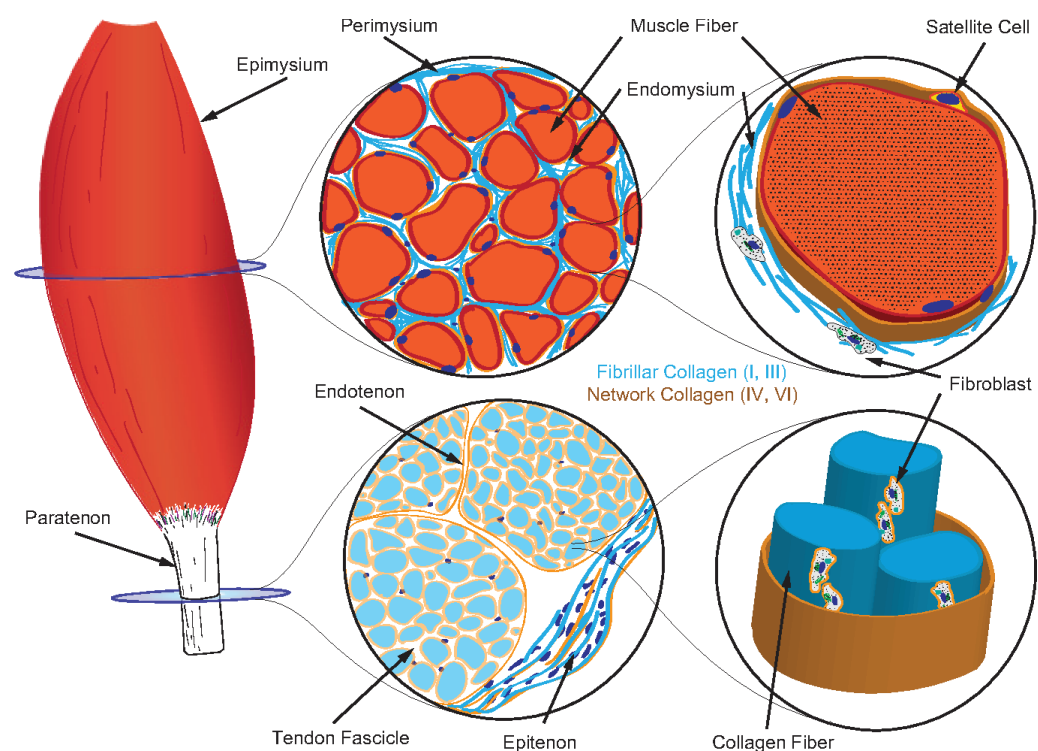 Perimysium
Muscle Fiber
Satellite Cell
Epimysium
Endomysium
Fibrillar Collagen (I, III)
Network Collagen (IV, VI)
Endotenon
Fibroblast
Paratenon
Tendon Fascicle
Epitenon
Collagen Fiber